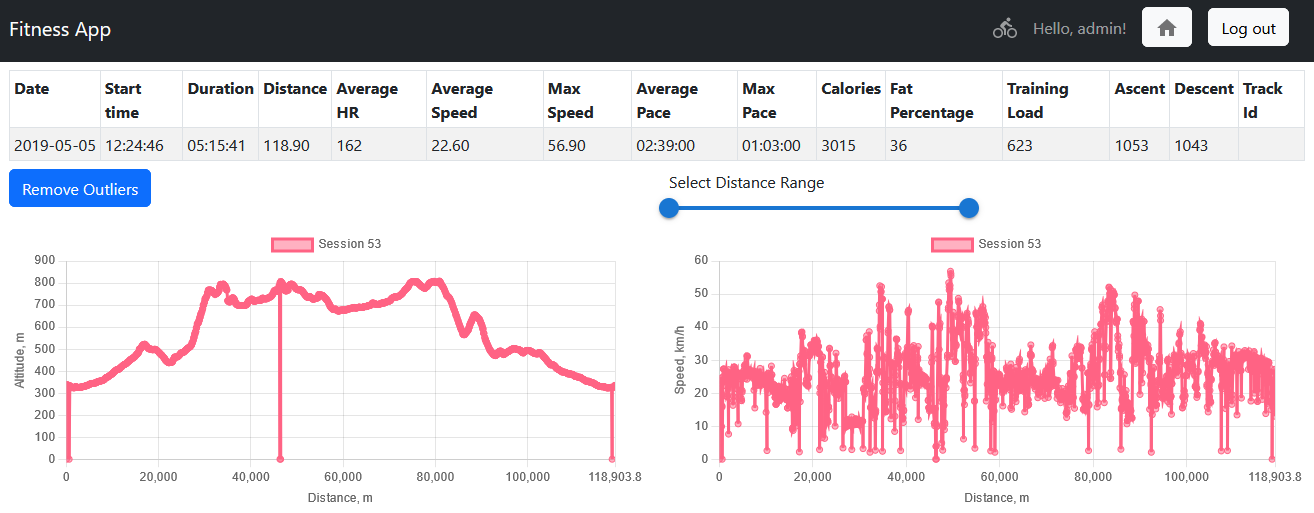 Fitness App
Hello, admin!
Log out
Date Start time Duration Distance Average HR Average Speed Max Speed Average Pace Max Pace Calories Fat Percentage Training Load Ascent Descent Track Id
2019-05-05 12:24:46 05:15:41 118.90 162 22.60 56.90 02:39:00 01:03:00 3015 36 623 1053 1043
Remove Outliers
Select Distance Range
Session 53
Altitude, m
900
800
700
600
500
400
300
200
100
0
0 20,000 40,000 60,000 80,000 100,000 118,903.8
Distance, m
Session 53
Speed, km/h
60
50
40
30
20
10
0
0 20,000 40,000 60,000 80,000 100,000 118,903.8
Distance, m